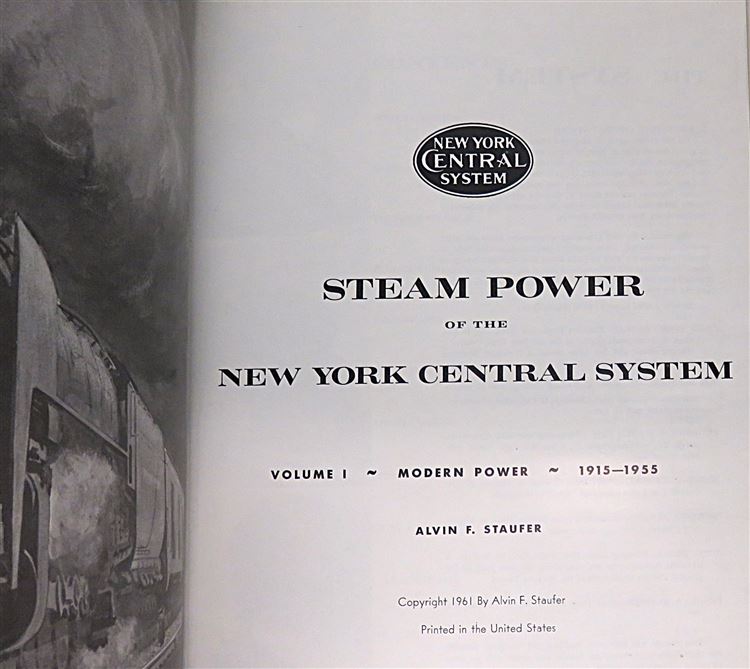 NEW YORK
CENTRAL
SYSTEM
STEAM POWER
OF THE
NEW YORK CENTRAL SYSTEM
VOLUME I ~ MODERN POWER ~ 1915—1955
ALVIN F. STAUFER
Copyright 1961 By Alvin F. Staufer
Printed in the United States